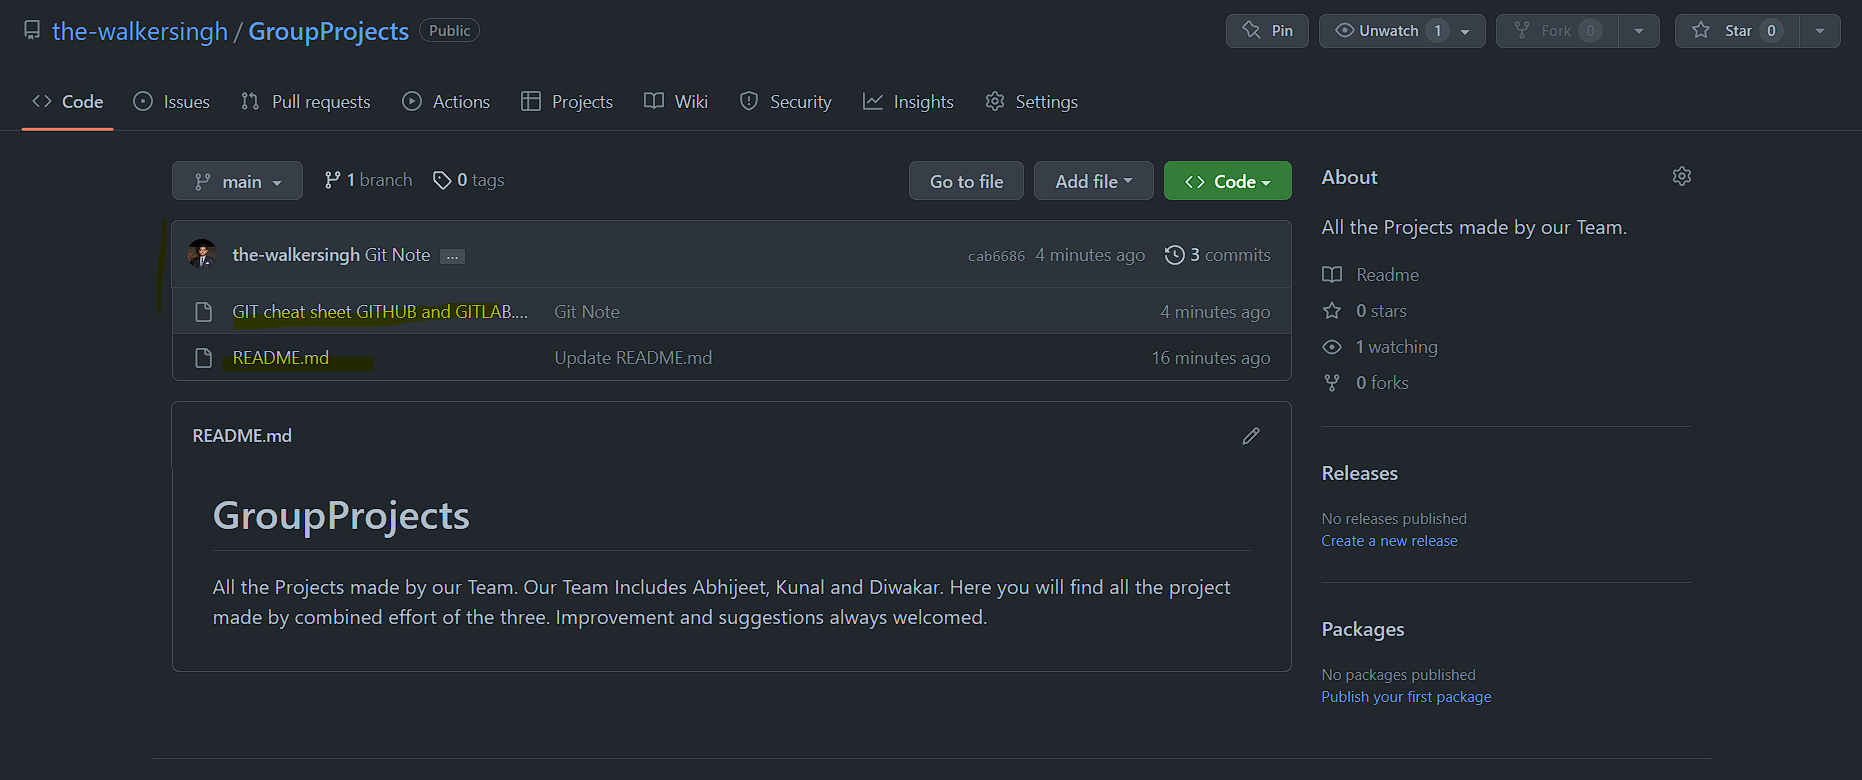 the-walkersingh / GroupProjects Public
Pin Unwatch 1 Fork 0 Star 0
Code Issues Pull requests Actions Projects Wiki Security Insights Settings
main 1 branch 0 tags Go to file Add file Code
the-walkersingh Git Note ... cab6686 4 minutes ago 3 commits
GIT cheat sheet GITHUB and GITLAB.... Git Note 4 minutes ago
README.md Update README.md 16 minutes ago
README.md
GroupProjects
All the Projects made by our Team. Our Team Includes Abhijeet, Kunal and Diwakar. Here you will find all the project
made by combined effort of the three. Improvement and suggestions always welcomed.
About
All the Projects made by our Team.
Readme
0 stars
1 watching
0 forks
Releases
No releases published
Create a new release
Packages
No packages published
Publish your first package